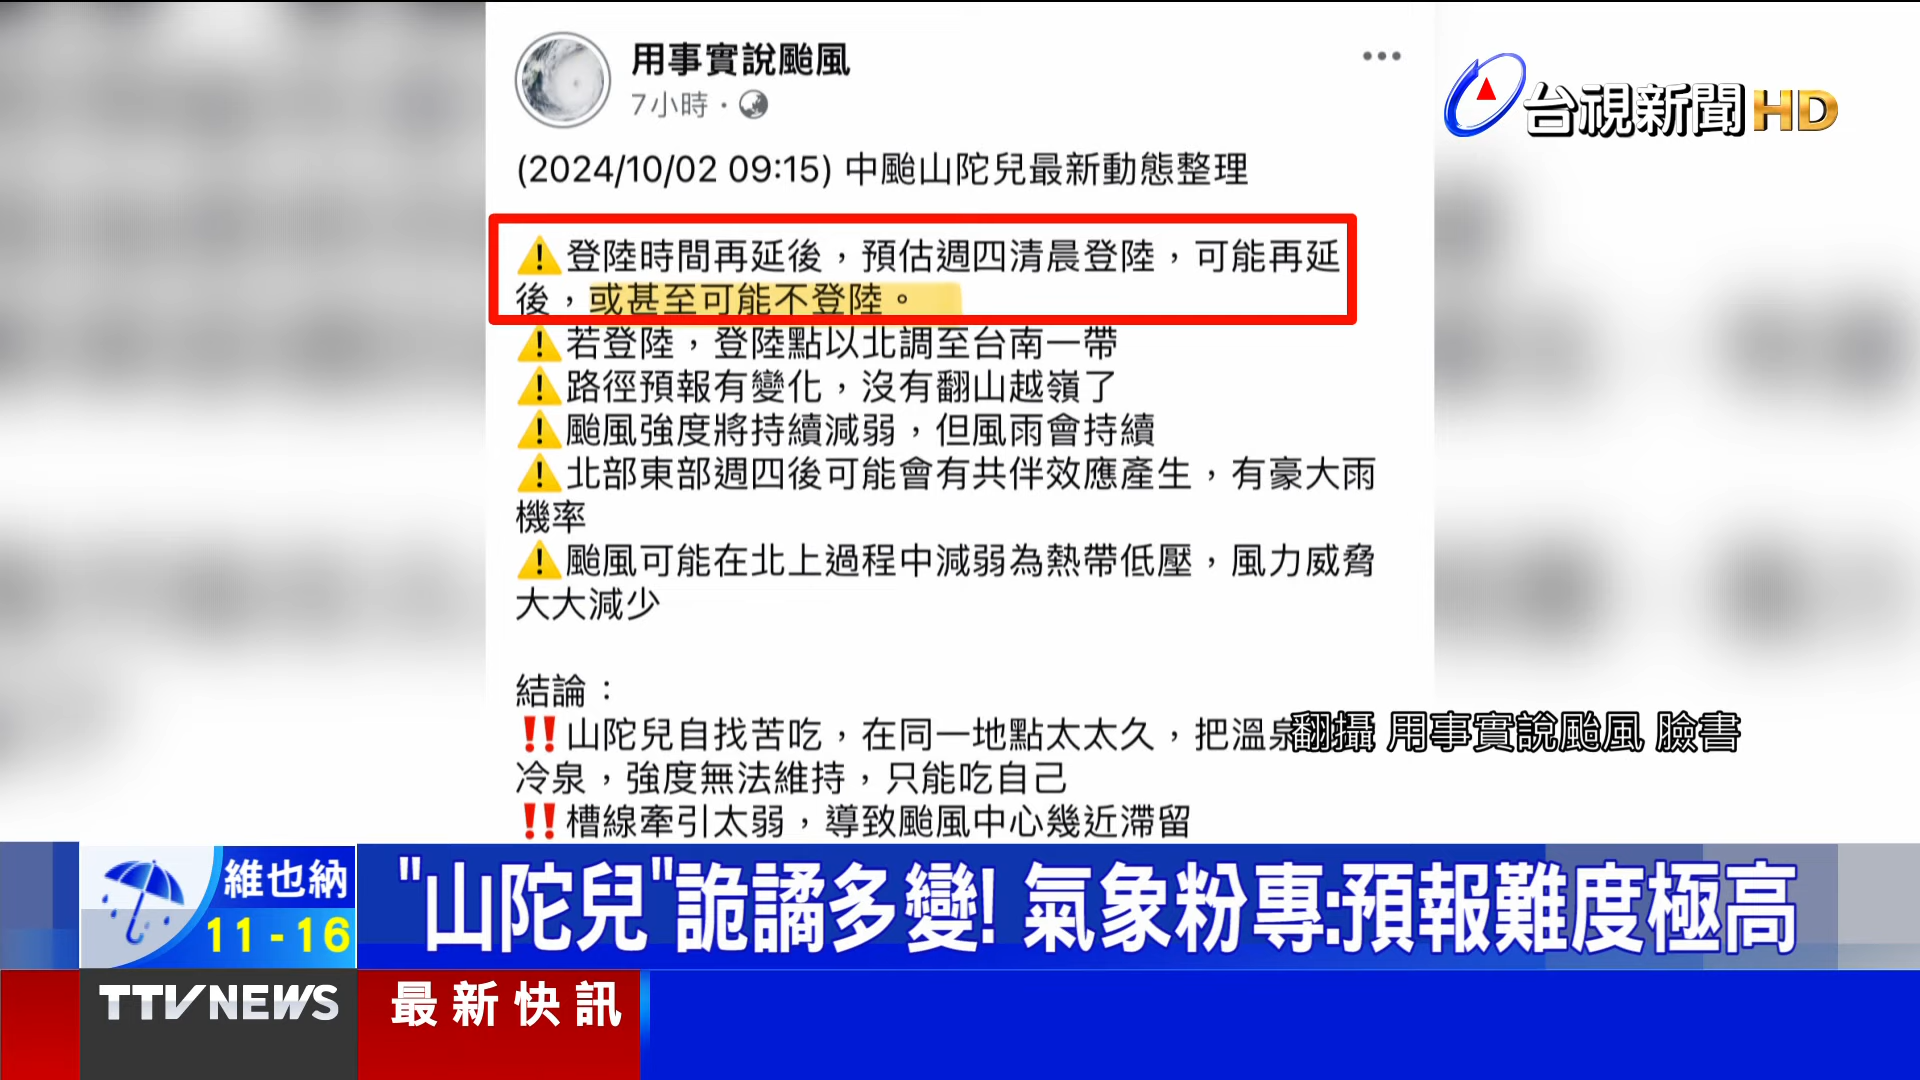 用事實說颱風
7小時
台視新聞HD
(2024/10/02 09:15) 中颱山陀兒最新動態整理
⚠️登陸時間再延後，預估週四清晨登陸，可能再延
後，或甚至可能不登陸。
⚠️若登陸，登陸點以北調至台南一帶
⚠️路徑預報有變化，沒有翻山越嶺了
⚠️颱風強度將持續減弱，但風雨會持續
⚠️北部東部週四後可能會有共伴效應產生，有豪大雨
機率
⚠️颱風可能在北上過程中減弱為熱帶低壓，風力威脅
大大減少
結論：
‼️山陀兒自找苦吃，在同一地點太太久，把溫泉
翻攝 用事實說颱風 臉書
冷泉，強度無法維持，只能吃自己
‼️槽線牽引太弱，導致颱風中心幾近滯留
維也納
11-16
"山陀兒"詭譎多變! 氣象粉專:預報難度極高
TTV NEWS
最新快訊